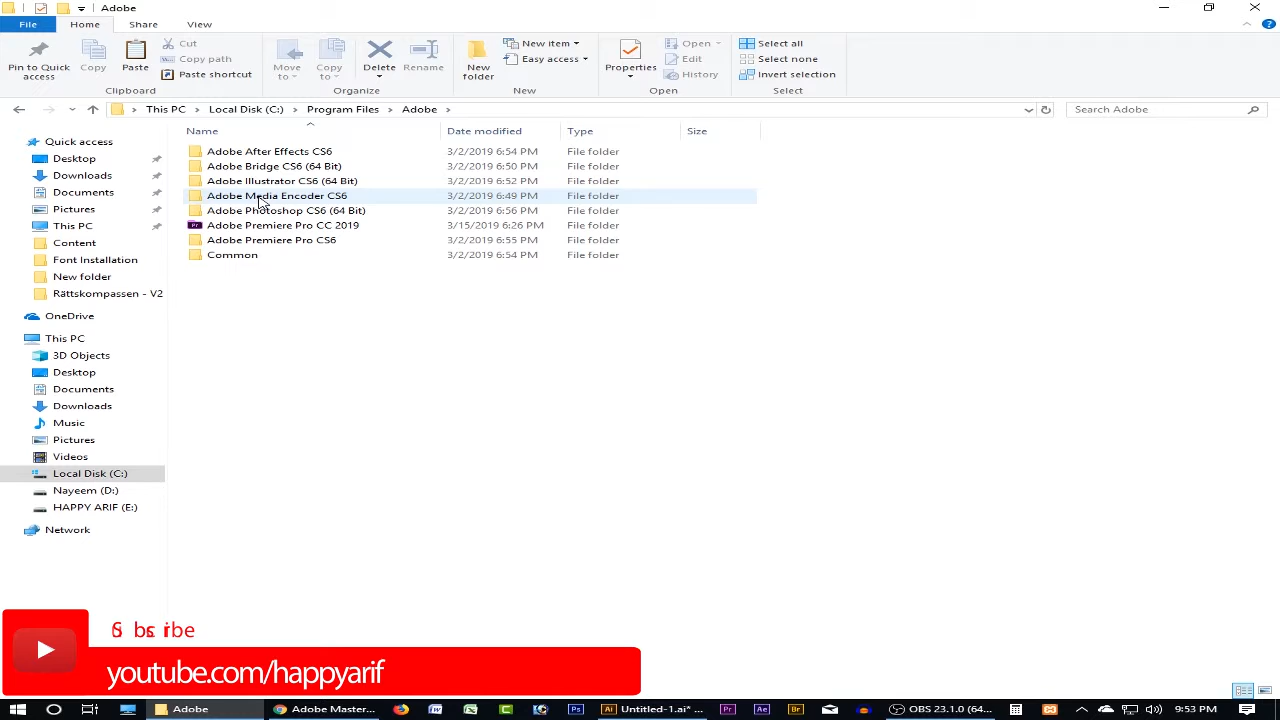 Adobe
File Home Share View
Pin to Quick access
Copy
Paste
Cut
Copy path
Paste shortcut
Clipboard
Move to
Copy to
Delete
Rename
Organize
New folder
New item
Easy access
New
Properties
Open
Edit
History
Open
Select all
Select none
Invert selection
Select
This PC > Local Disk (C:) > Program Files > Adobe >
Search Adobe
Name Date modified Type Size
Quick access
Desktop
Downloads
Documents
Pictures
This PC
Content
Font Installation
New folder
Rättskompassen - V2
OneDrive
This PC
3D Objects
Desktop
Documents
Downloads
Music
Pictures
Videos
Local Disk (C:)
Nayeem (D:)
HAPPY ARIF (E:)
Network
Adobe After Effects CS6 3/2/2019 6:54 PM File folder
Adobe Bridge CS6 (64 Bit) 3/2/2019 6:50 PM File folder
Adobe Illustrator CS6 (64 Bit) 3/2/2019 6:52 PM File folder
Adobe Media Encoder CS6 3/2/2019 6:49 PM File folder
Adobe Photoshop CS6 (64 Bit) 3/2/2019 6:56 PM File folder
Adobe Premiere Pro CC 2019 3/15/2019 6:26 PM File folder
Adobe Premiere Pro CS6 3/2/2019 6:55 PM File folder
Common 3/2/2019 6:54 PM File folder
youtube.com/happyarif
Adobe
Adobe Master...
Ps
Ai Untitled-1.ai* ...
Pr
Ae
Br
OBS 23.1.0 (64...
9:53 PM